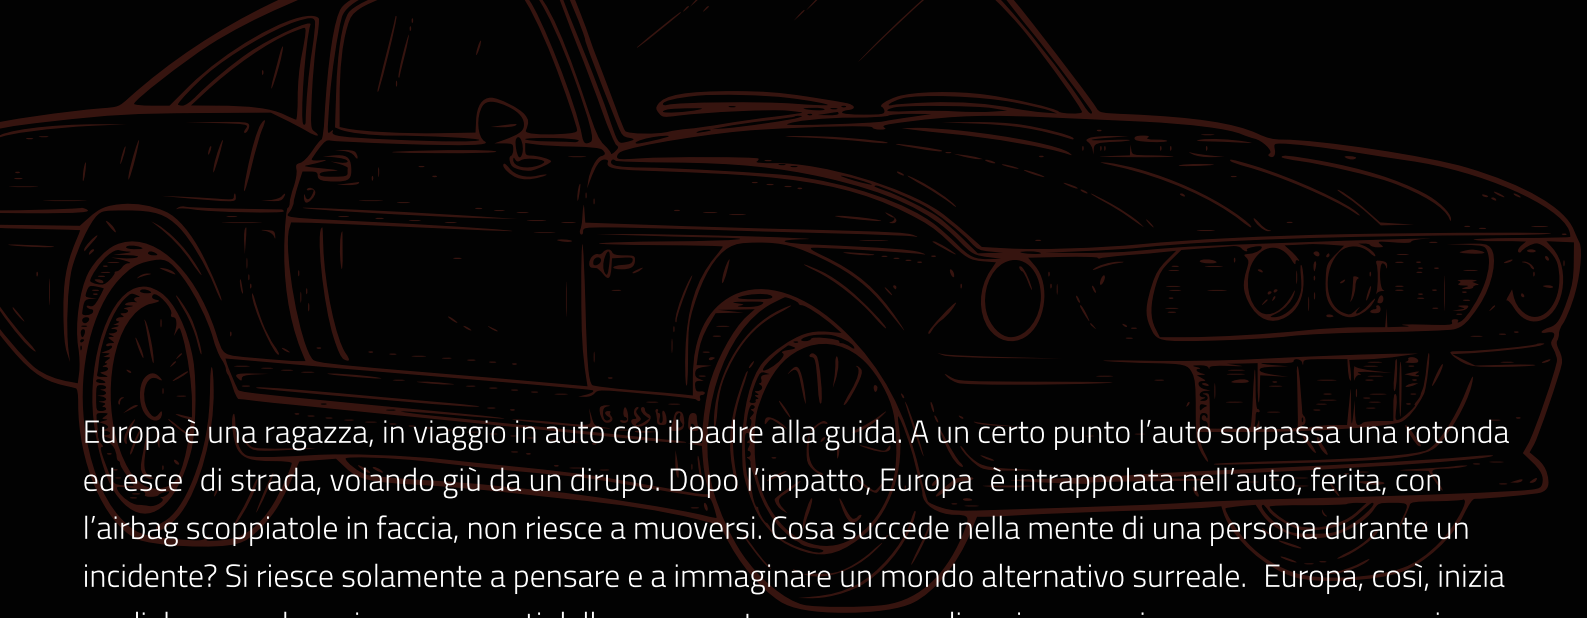 Europa è una ragazza, in viaggio in auto con il padre alla guida. A un certo punto l’auto sorpassa una rotonda
ed esce  di strada, volando giù da un dirupo. Dopo l’impatto, Europa  è intrappolata nell’auto, ferita, con
l’airbag scoppiatole in faccia, non riesce a muoversi. Cosa succede nella mente di una persona durante un
incidente? Si riesce solamente a pensare e a immaginare un mondo alternativo surreale.  Europa, così, inizia